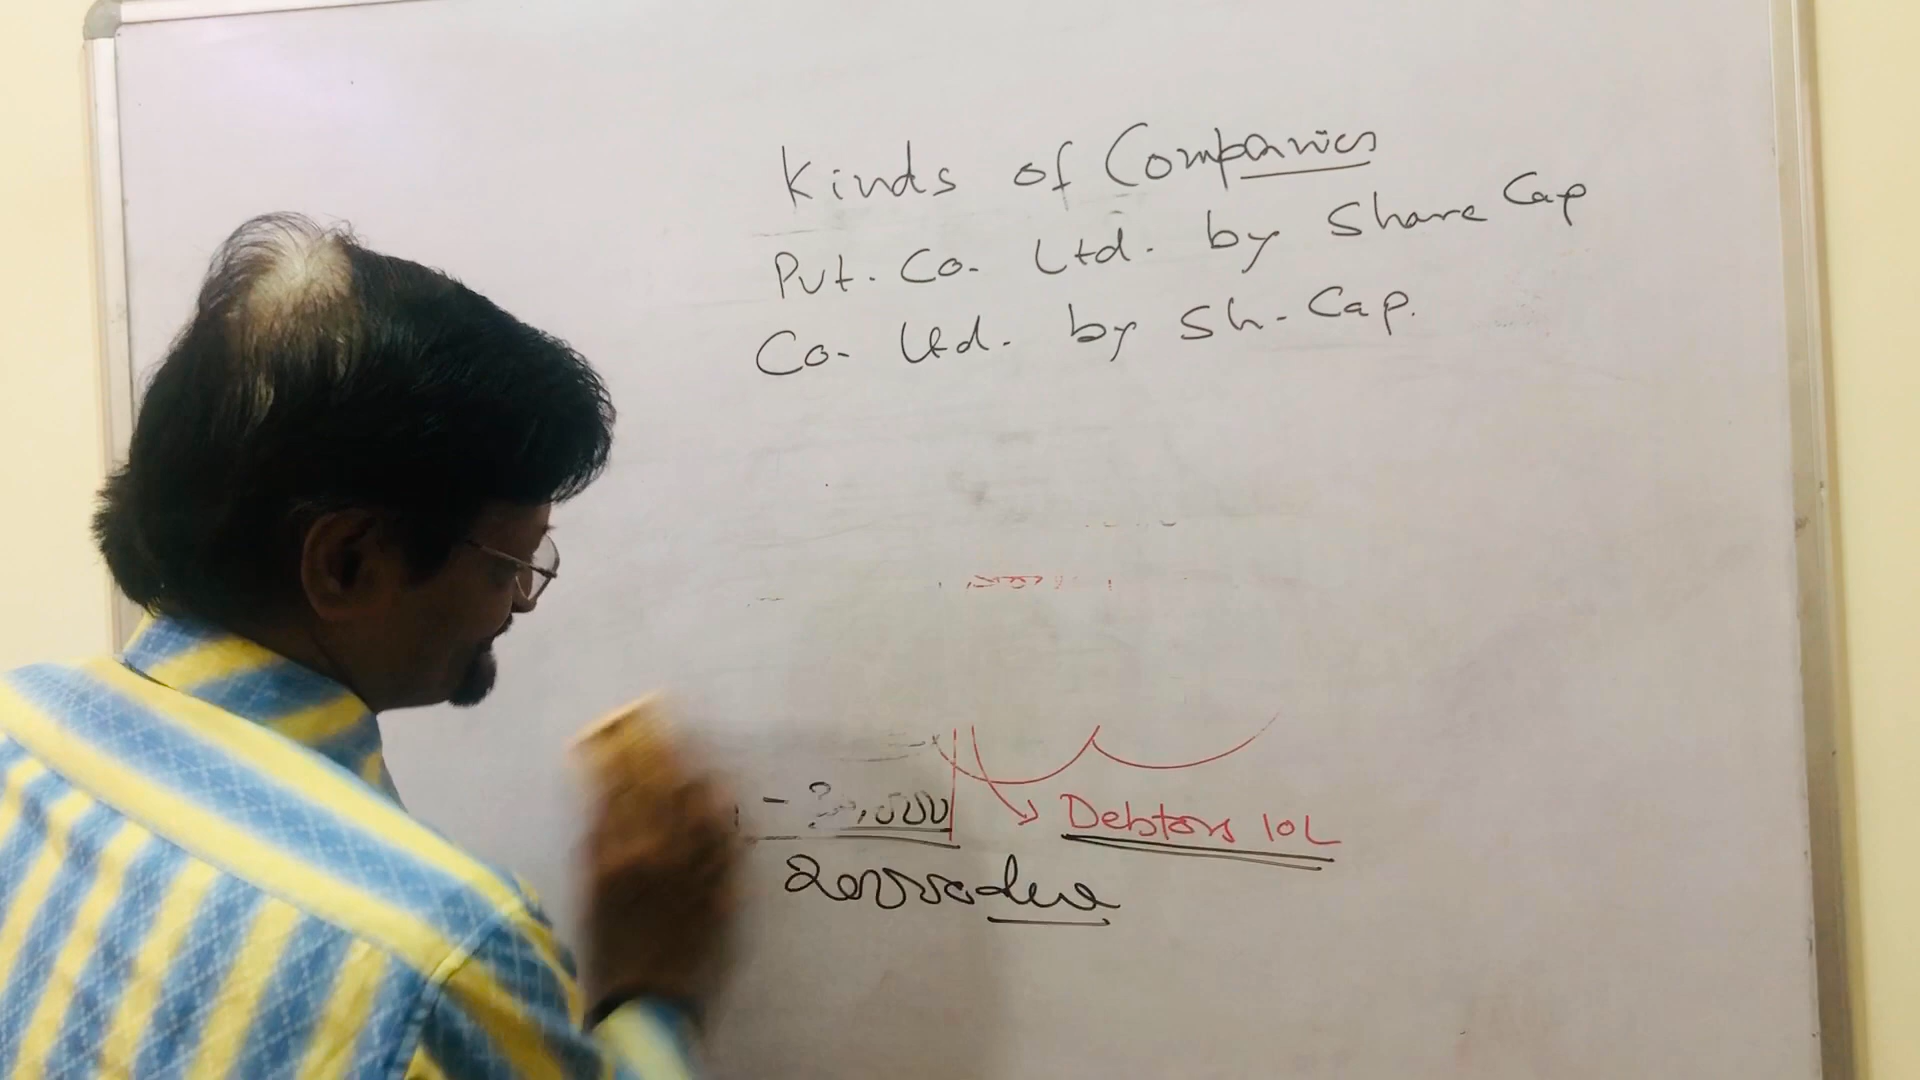 Kinds of Companies
Pvt. Co. Ltd. by Share Cap
Co. Ltd. by Sh. Cap.
Debtors 10L